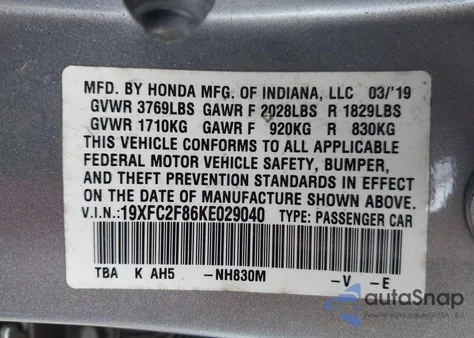 MFD. BY HONDA MFG. OF INDIANA, LLC 03/'19
GVWR 3769LBS GAWR F 2028LBS R 1829LBS
GVWR 1710KG GAWR F 920KG R 830KG
THIS VEHICLE CONFORMS TO ALL APPLICABLE
FEDERAL MOTOR VEHICLE SAFETY, BUMPER,
AND THEFT PREVENTION STANDARDS IN EFFECT
ON THE DATE OF MANUFACTURE SHOWN ABOVE.
V.I.N.: 19XFC2F86KE029040 TYPE: PASSENGER CAR
TBA K AH5 -NH830M -V -E
autoSnap